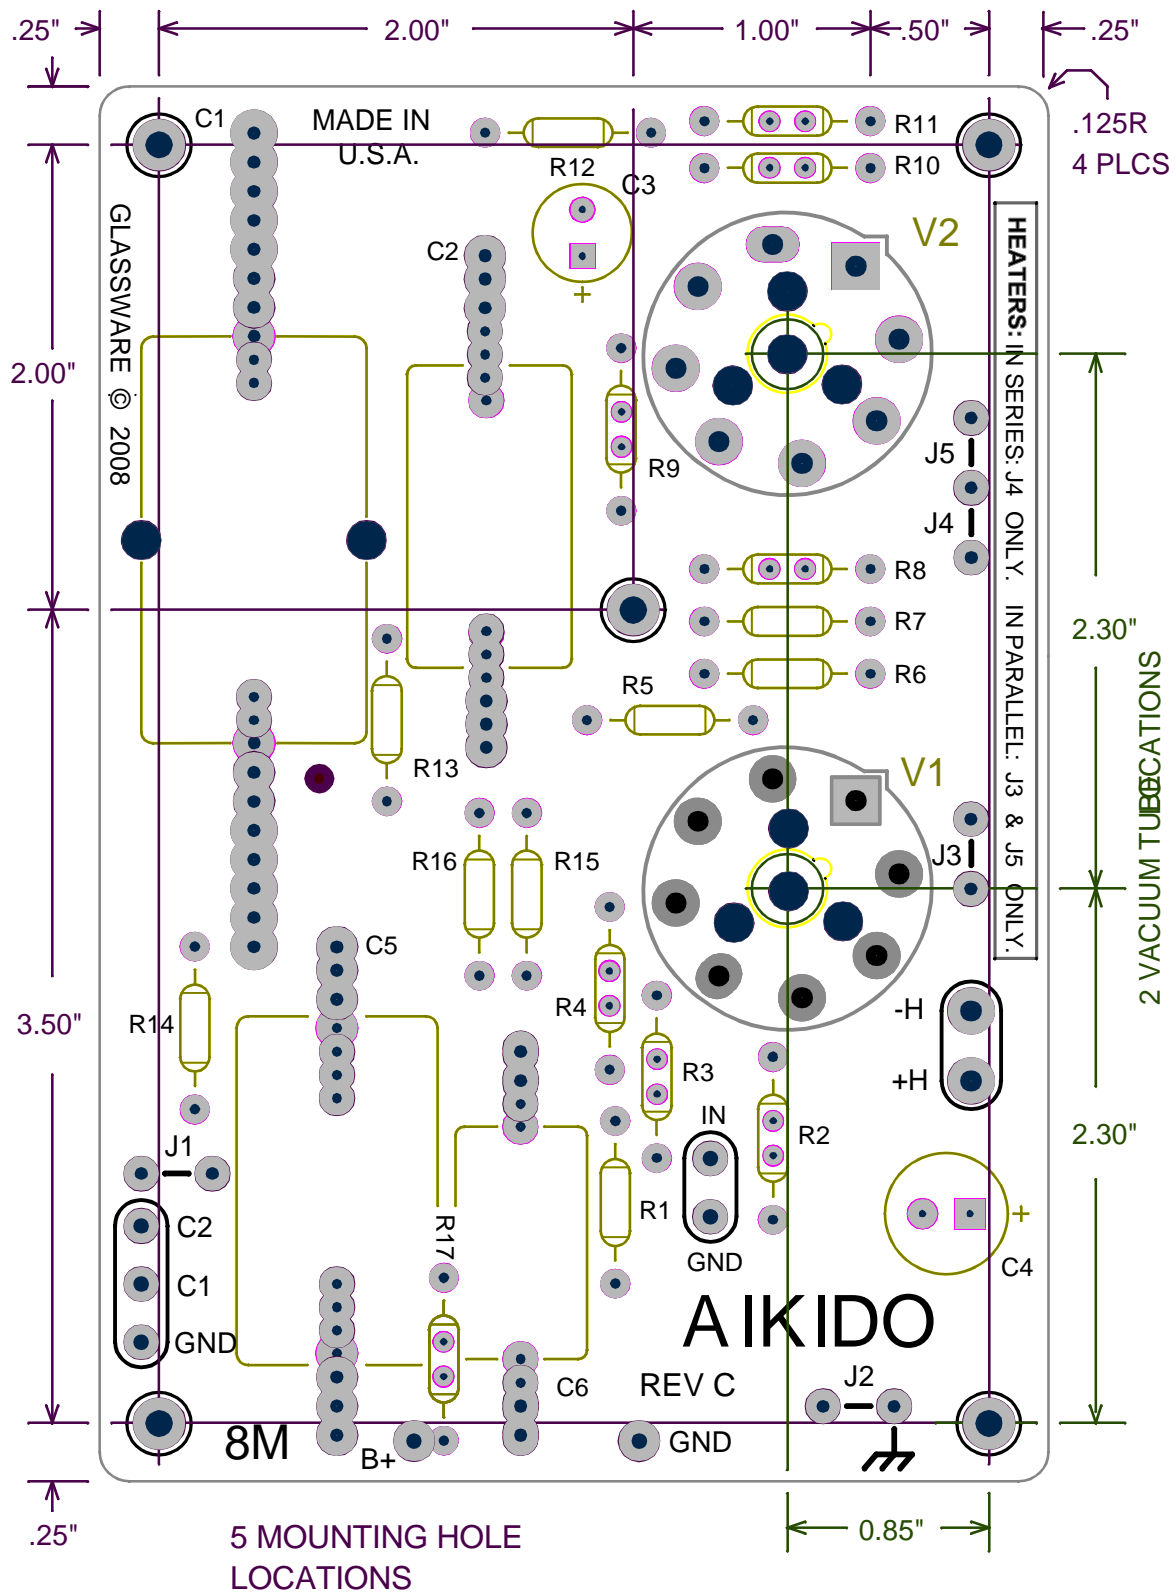 .25"
2.00"
1.00"
.50"
.25"
.125R
4 PLCS
C1
MADE IN
U.S.A.
R12
C3
R11
R10
GLASSWARE © 2008
C2
+
V2
HEATERS: IN SERIES: J4 ONLY. IN PARALLEL: J3 & J5 ONLY.
2.00"
R9
J5
J4
R8
R7
R6
R5
2.30"
R13
V1
R16
R15
J3
C5
R14
R4
R3
-H
+H
2 VACUUM TUBE LOCATIONS
3.50"
IN
R2
2.30"
J1
C2
C1
GND
R17
R1
GND
+
C4
AIKIDO
C6
REV C
J2
8M
B+
GND
.25"
0.85"
5 MOUNTING HOLE
LOCATIONS